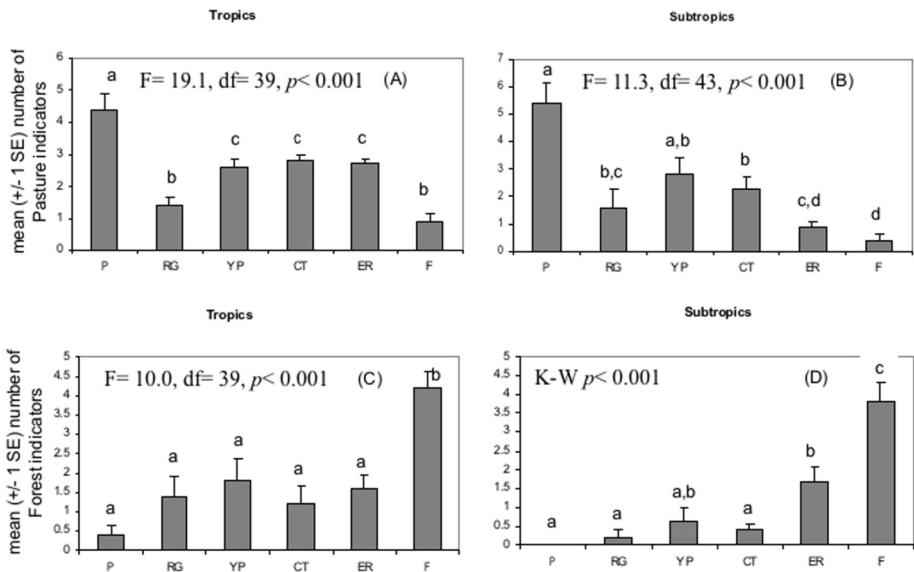 Tropics
mean (+/- 1 SE) number of
Pasture indicators
6
5
4
3
2
1
0
F= 19.1, df= 39, p< 0.001 (A)
a
b
c
c
c
b
P RG YP CT ER F
Subtropics
7
6
5
4
3
2
1
0
F= 11.3, df= 43, p< 0.001 (B)
a
b,c
a,b
b
c,d
d
P RG YP CT ER F
Tropics
mean (+/- 1 SE) number of
Forest indicators
5
4.5
4
3.5
3
2.5
2
1.5
1
0.5
0
F= 10.0, df= 39, p< 0.001 (C)
a
a
a
a
a
b
P RG YP CT ER F
Subtropics
5
4.5
4
3.5
3
2.5
2
1.5
1
0.5
0
K-W p< 0.001 (D)
a
a
a,b
a
b
c
P RG YP CT ER F